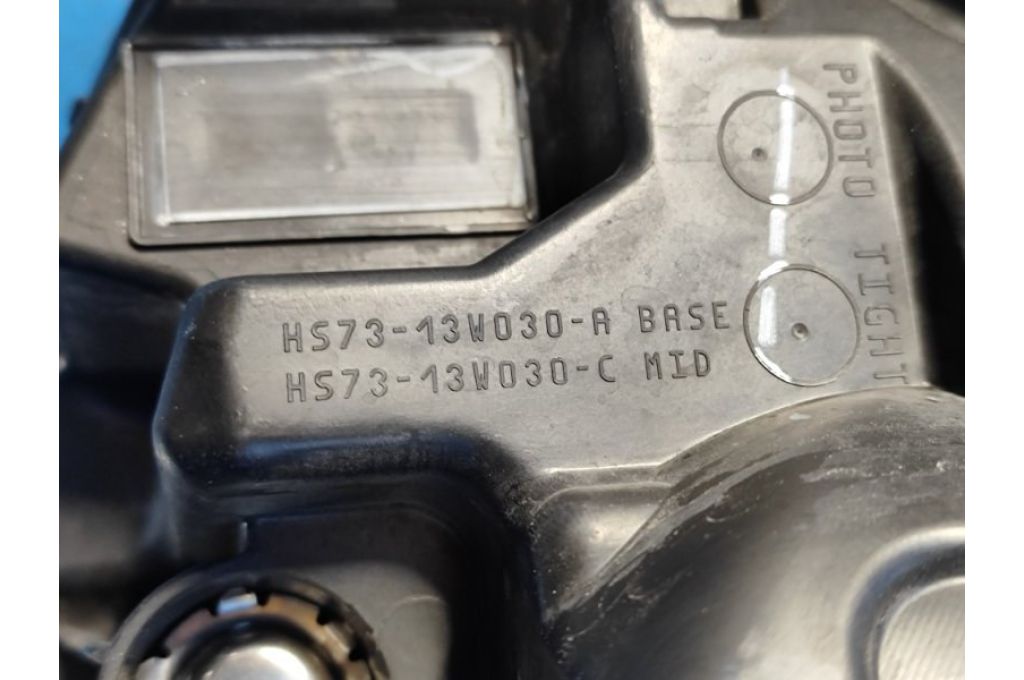 HS73-13W030-A BASE
HS73-13W030-C MID
PHOTO TIGHT